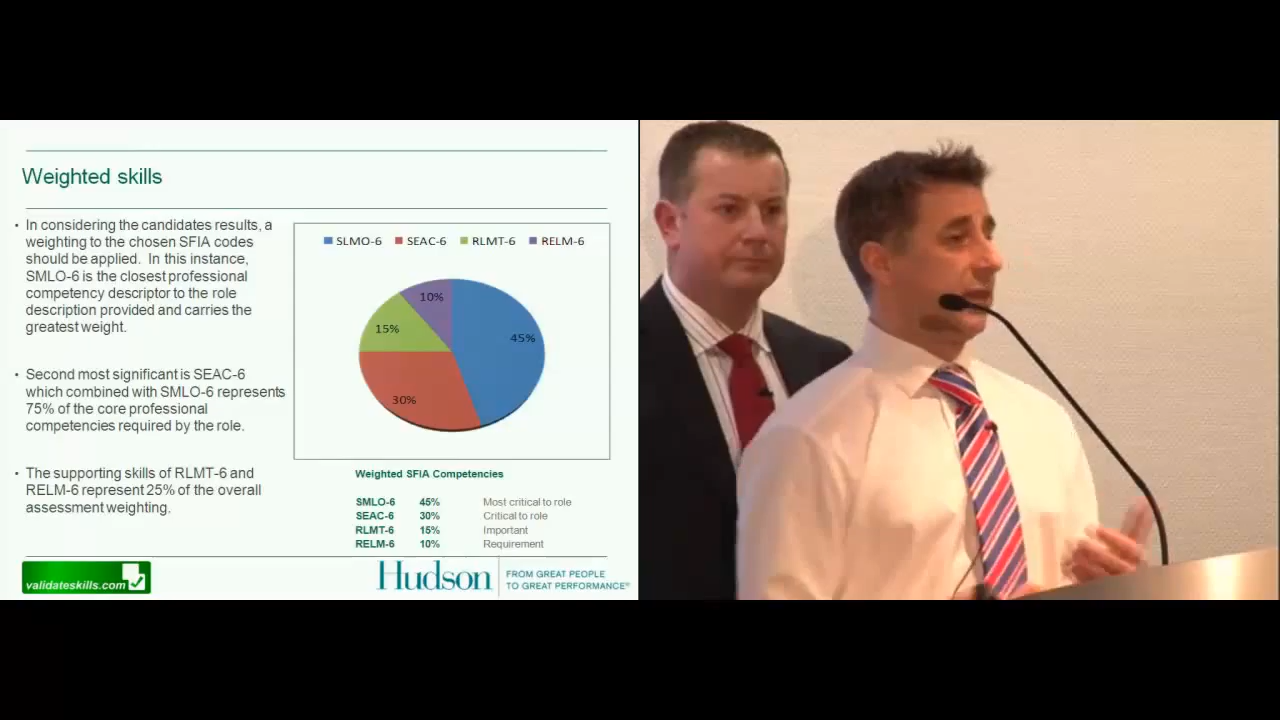 Weighted skills
• In considering the candidates results, a
weighting to the chosen SFIA codes
should be applied. In this instance,
SMLO-6 is the closest professional
competency descriptor to the role
description provided and carries the
greatest weight.
• Second most significant is SEAC-6
which combined with SMLO-6 represents
75% of the core professional
competencies required by the role.
• The supporting skills of RLMT-6 and
RELM-6 represent 25% of the overall
assessment weighting.
SLMO-6 SEAC-6 RLMT-6 RELM-6
10%
45%
15%
30%
Weighted SFIA Competencies
SMLO-6 45% Most critical to role
SEAC-6 30% Critical to role
RLMT-6 15% Important
RELM-6 10% Requirement
validateskills.com
Hudson
FROM GREAT PEOPLE
TO GREAT PERFORMANCE®